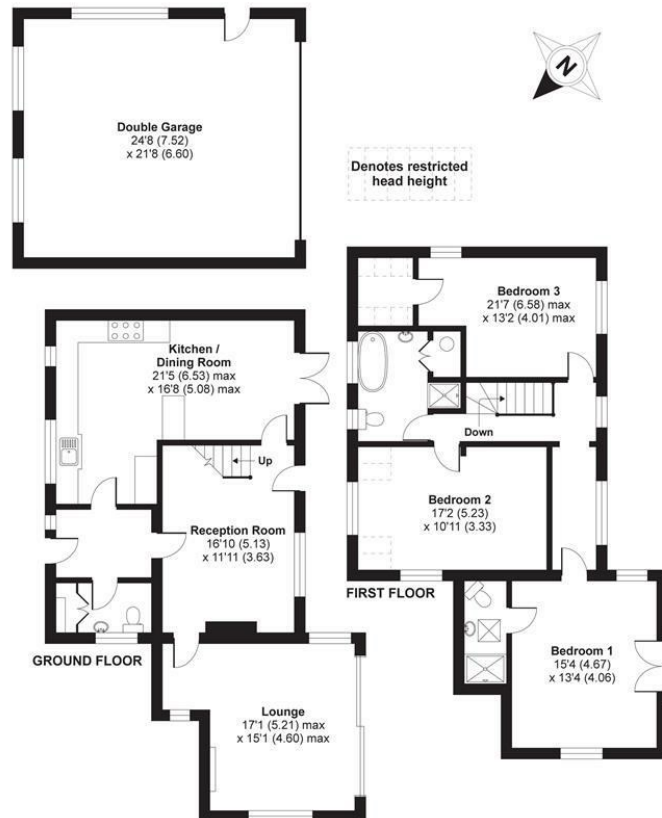 Double Garage
24'8 (7.52)
x 21'8 (6.60)
N
Denotes restricted
head height
Kitchen /
Dining Room
21'5 (6.53) max
x 16'8 (5.08) max
Up
Reception Room
16'10 (5.13)
x 11'11 (3.63)
GROUND FLOOR
Lounge
17'1 (5.21) max
x 15'1 (4.60) max
Bedroom 3
21'7 (6.58) max
x 13'2 (4.01) max
Down
Bedroom 2
17'2 (5.23)
x 10'11 (3.33)
FIRST FLOOR
Bedroom 1
15'4 (4.67)
x 13'4 (4.06)